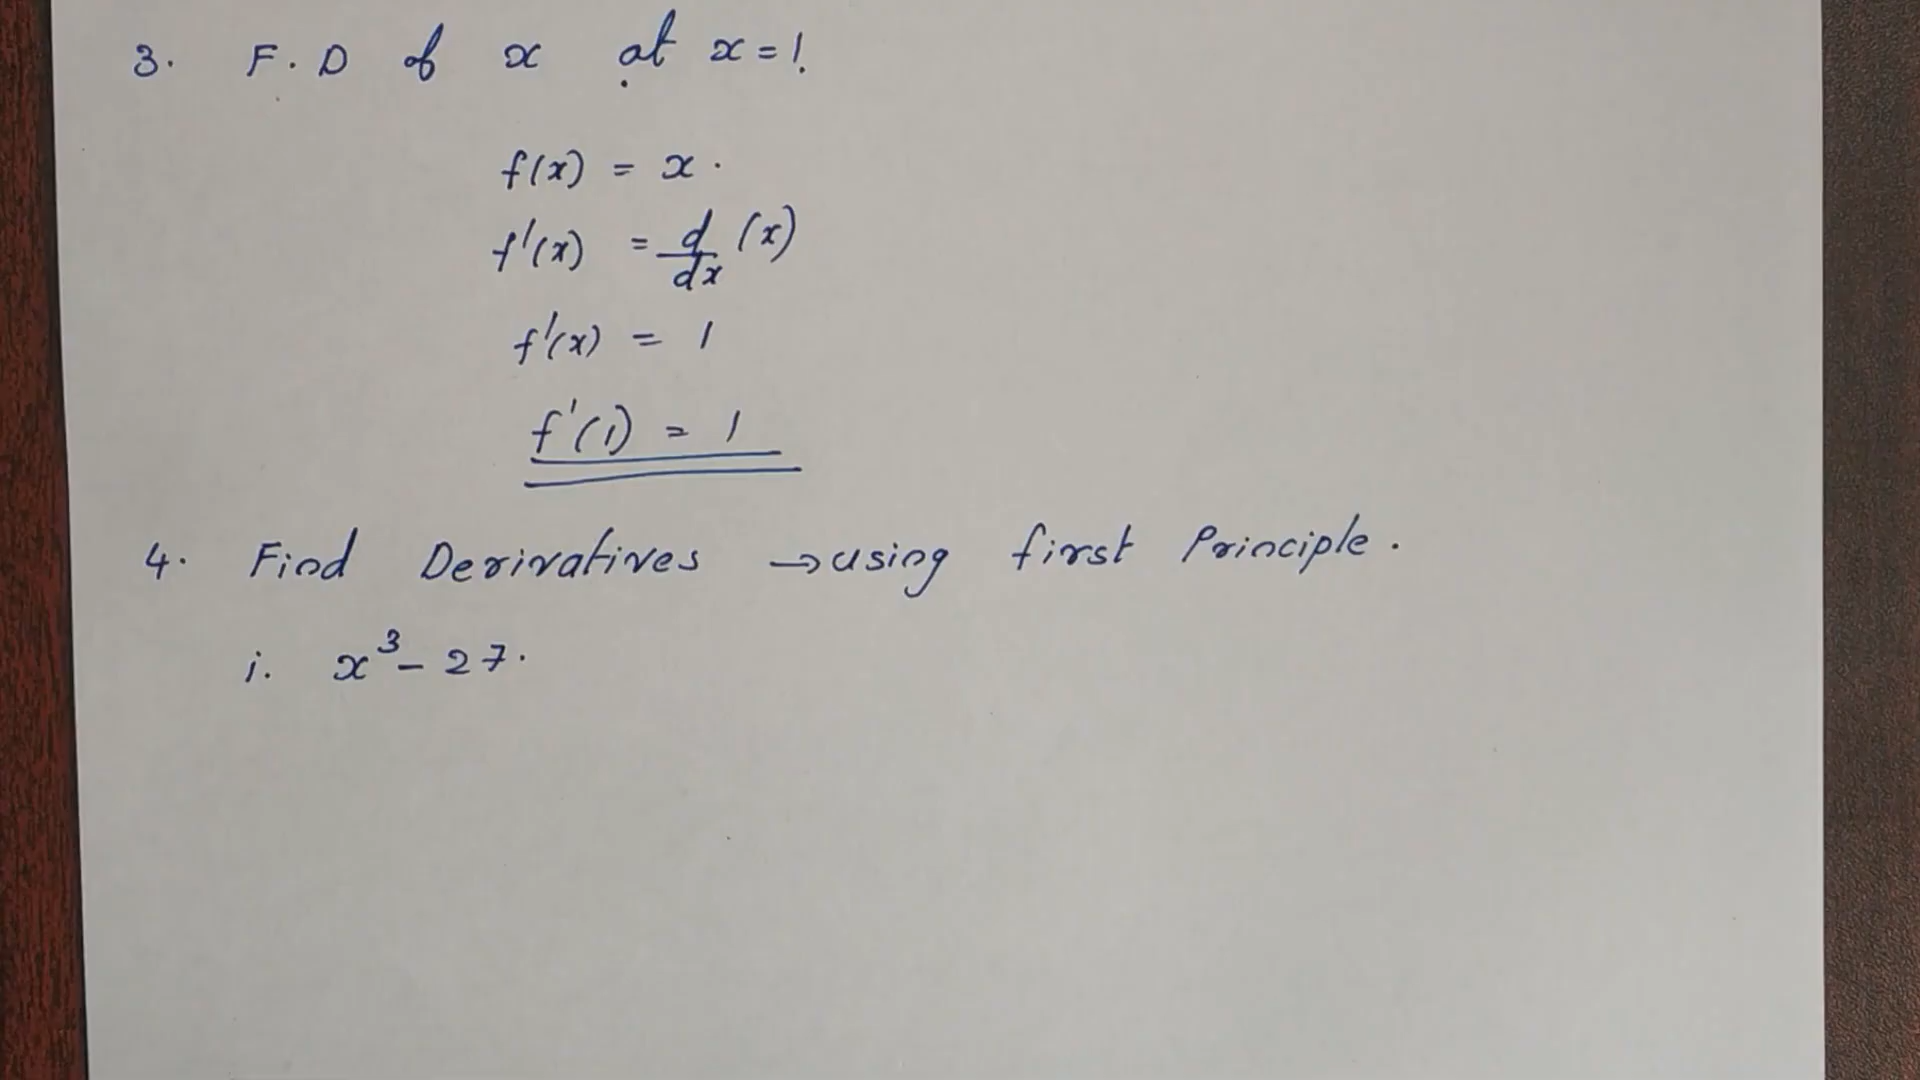 3. F.D of x at x=1.
f(x) = x.
f'(x) = d/dx (x)
f'(x) = 1
f'(1) = 1
4. Find Derivatives → using first Principle.
i. x³- 27.